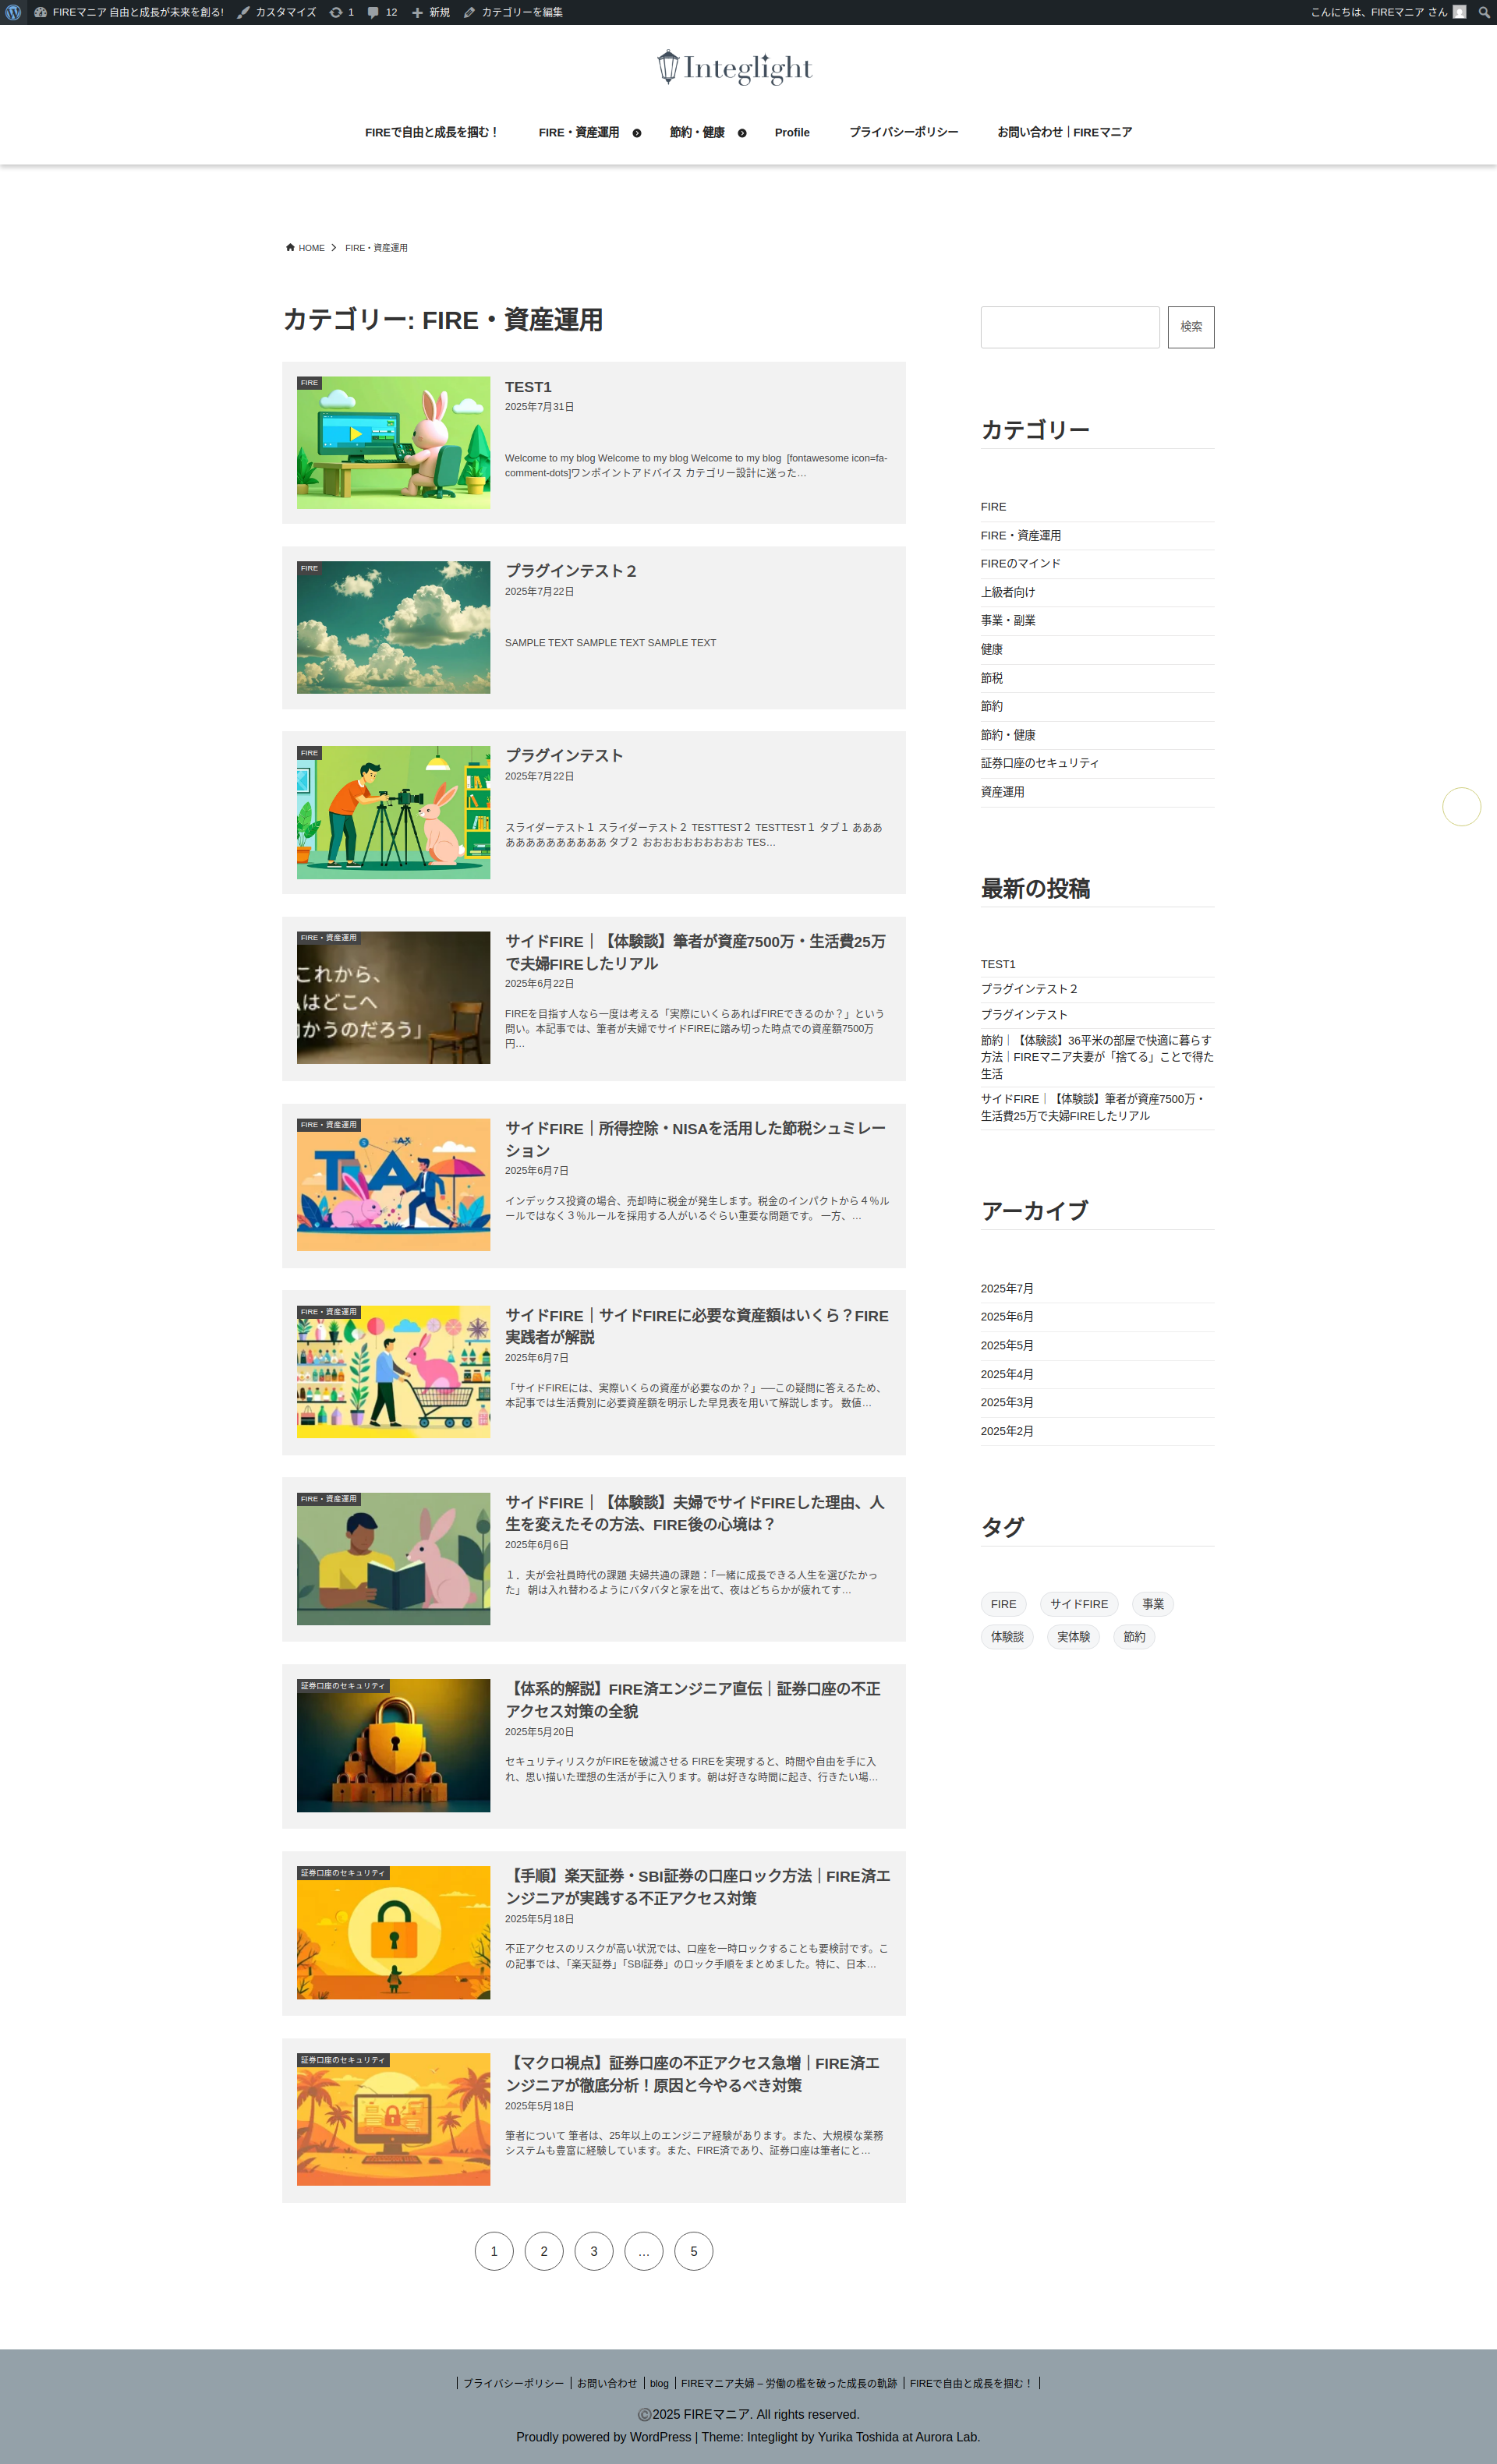 FIREマニア 自由と成長が未来を創る! カスタマイズ 1 12 新規 カテゴリーを編集 こんにちは、FIREマニア さん
Integlight
FIREで自由と成長を掴む！ FIRE・資産運用 節約・健康 Profile プライバシーポリシー お問い合わせ｜FIREマニア
HOME FIRE・資産運用
カテゴリー: FIRE・資産運用
FIRE
TEST1
2025年7月31日
Welcome to my blog Welcome to my blog Welcome to my blog [fontawesome icon=fa-
comment-dots]ワンポイントアドバイス カテゴリー設計に迷った…
FIRE
プラグインテスト２
2025年7月22日
SAMPLE TEXT SAMPLE TEXT SAMPLE TEXT
FIRE
プラグインテスト
2025年7月22日
スライダーテスト１ スライダーテスト２ TESTTEST２ TESTTEST１ タブ１ あああ
ああああああああああ タブ２ おおおおおおおおおお TES…
FIRE・資産運用
これから、
はどこへ
向かうのだろう」
サイドFIRE｜【体験談】筆者が資産7500万・生活費25万
で夫婦FIREしたリアル
2025年6月22日
FIREを目指す人なら一度は考える「実際にいくらあればFIREできるのか？」という
問い。本記事では、筆者が夫婦でサイドFIREに踏み切った時点での資産額7500万
円…
FIRE・資産運用
サイドFIRE｜所得控除・NISAを活用した節税シュミレー
ション
2025年6月7日
インデックス投資の場合、売却時に税金が発生します。税金のインパクトから４％ル
ールではなく３％ルールを採用する人がいるぐらい重要な問題です。 一方、…
FIRE・資産運用
サイドFIRE｜サイドFIREに必要な資産額はいくら？FIRE
実践者が解説
2025年6月7日
「サイドFIREには、実際いくらの資産が必要なのか？」──この疑問に答えるため、
本記事では生活費別に必要資産額を明示した早見表を用いて解説します。 数値…
FIRE・資産運用
サイドFIRE｜【体験談】夫婦でサイドFIREした理由、人
生を変えたその方法、FIRE後の心境は？
2025年6月6日
１．夫が会社員時代の課題 夫婦共通の課題：「一緒に成長できる人生を選びたかっ
た」 朝は入れ替わるようにバタバタと家を出て、夜はどちらかが疲れてす…
証券口座のセキュリティ
【体系的解説】FIRE済エンジニア直伝｜証券口座の不正
アクセス対策の全貌
2025年5月20日
セキュリティリスクがFIREを破滅させる FIREを実現すると、時間や自由を手に入
れ、思い描いた理想の生活が手に入ります。朝は好きな時間に起き、行きたい場…
証券口座のセキュリティ
【手順】楽天証券・SBI証券の口座ロック方法｜FIRE済エ
ンジニアが実践する不正アクセス対策
2025年5月18日
不正アクセスのリスクが高い状況では、口座を一時ロックすることも要検討です。こ
の記事では、「楽天証券」「SBI証券」のロック手順をまとめました。特に、日本…
証券口座のセキュリティ
【マクロ視点】証券口座の不正アクセス急増｜FIRE済エ
ンジニアが徹底分析！原因と今やるべき対策
2025年5月18日
筆者について 筆者は、25年以上のエンジニア経験があります。また、大規模な業務
システムも豊富に経験しています。また、FIRE済であり、証券口座は筆者にと…
1 2 3 … 5
検索
カテゴリー
FIRE
FIRE・資産運用
FIREのマインド
上級者向け
事業・副業
健康
節税
節約
節約・健康
証券口座のセキュリティ
資産運用
最新の投稿
TEST1
プラグインテスト２
プラグインテスト
節約｜【体験談】36平米の部屋で快適に暮らす
方法｜FIREマニア夫妻が「捨てる」ことで得た
生活
サイドFIRE｜【体験談】筆者が資産7500万・
生活費25万で夫婦FIREしたリアル
アーカイブ
2025年7月
2025年6月
2025年5月
2025年4月
2025年3月
2025年2月
タグ
FIRE サイドFIRE 事業
体験談 実体験 節約
プライバシーポリシー お問い合わせ blog FIREマニア夫婦 – 労働の檻を破った成長の軌跡 FIREで自由と成長を掴む！
©2025 FIREマニア. All rights reserved.
Proudly powered by WordPress | Theme: Integlight by Yurika Toshida at Aurora Lab.